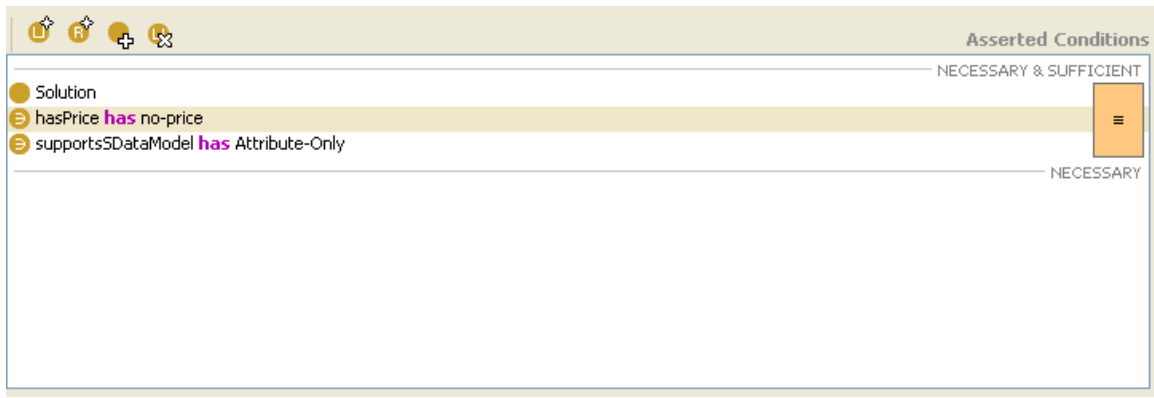 Asserted Conditions
NECESSARY & SUFFICIENT
Solution
hasPrice has no-price
≡
supportsSDataModel has Attribute-Only
NECESSARY